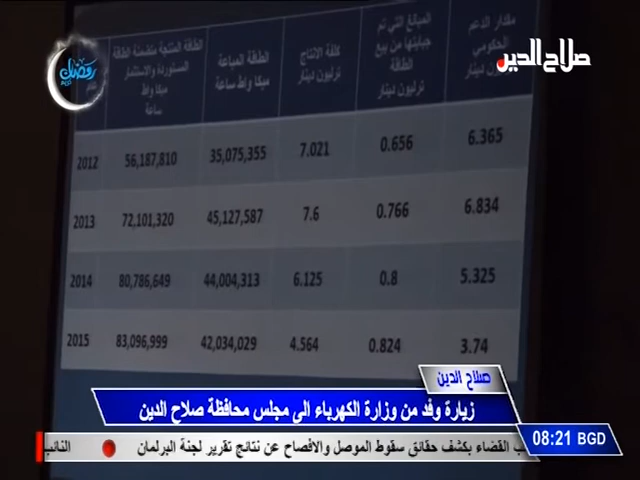 رمضان
صلاح الدين
عام
الطاقة المنتجة متضمنة الطاقة المستوردة والاستثمار
ميكا واط ساعة
الطاقة المباعة
ميكا واط ساعة
كلفة الانتاج
ترليون دينار
المبالغ التي تم جبايتها من بيع الطاقة
ترليون دينار
مقدار الدعم الحكومي
ترليون دينار
2012 56,187,810 35,075,355 7.021 0.656 6.365
2013 72,101,320 45,127,587 7.6 0.766 6.834
2014 80,786,649 44,004,313 6.125 0.8 5.325
2015 83,096,999 42,034,029 4.564 0.824 3.74
صلاح الدين
زيارة وفد من وزارة الكهرباء الى مجلس محافظة صلاح الدين
ب القضاء بكشف حقائق سقوط الموصل والافصاح عن نتائج تقرير لجنة البرلمان
النائب
08:21 BGD